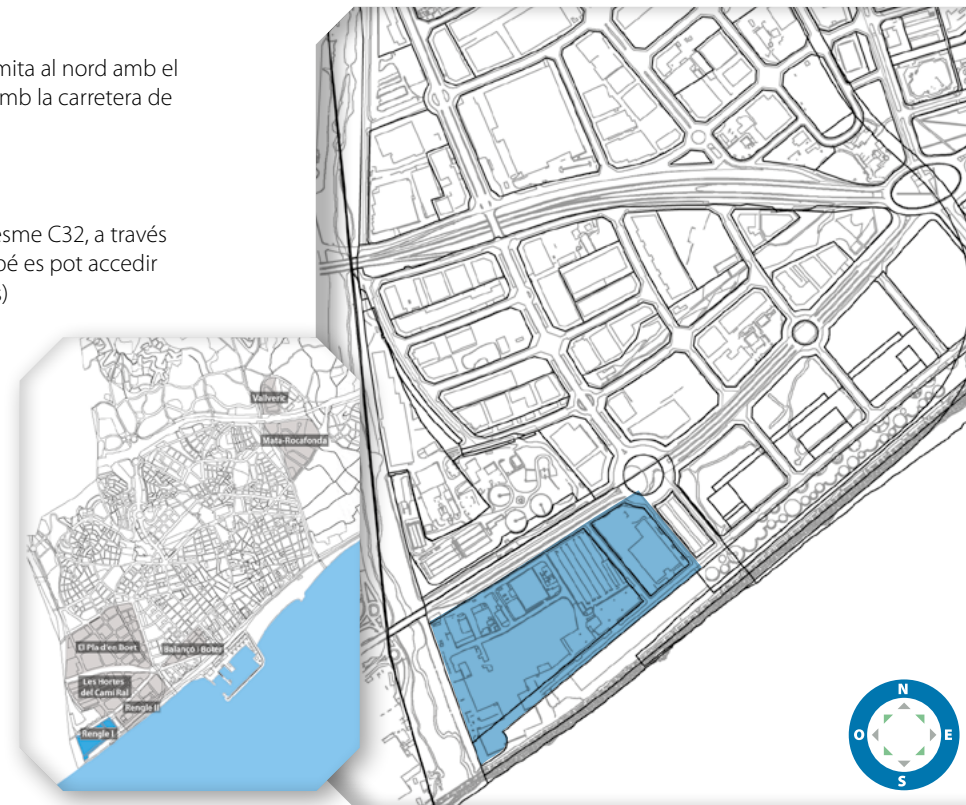 mita al nord amb el
mb la carretera de
esme C32, a través
bé es pot accedir
s)
Vallveric
Mata-Rocafonda
El Pla d'en Boet
Balançó i Boter
Les Hortes
del Camí Ral
Rengle II
Rengle I
N
O
E
S